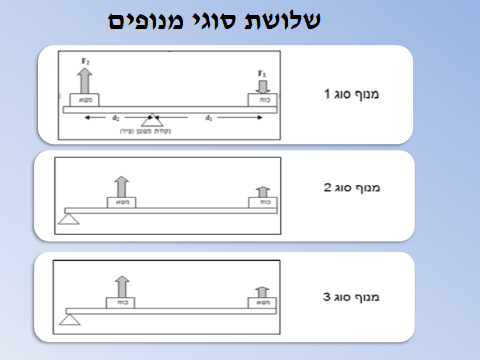 שלושת סוגי מנופים
מנוף סוג 1
F₂
F₁
משא
כוח
d₂
d₁
נקודת משען (ציר)
מנוף סוג 2
משא
כוח
מנוף סוג 3
כוח
משא